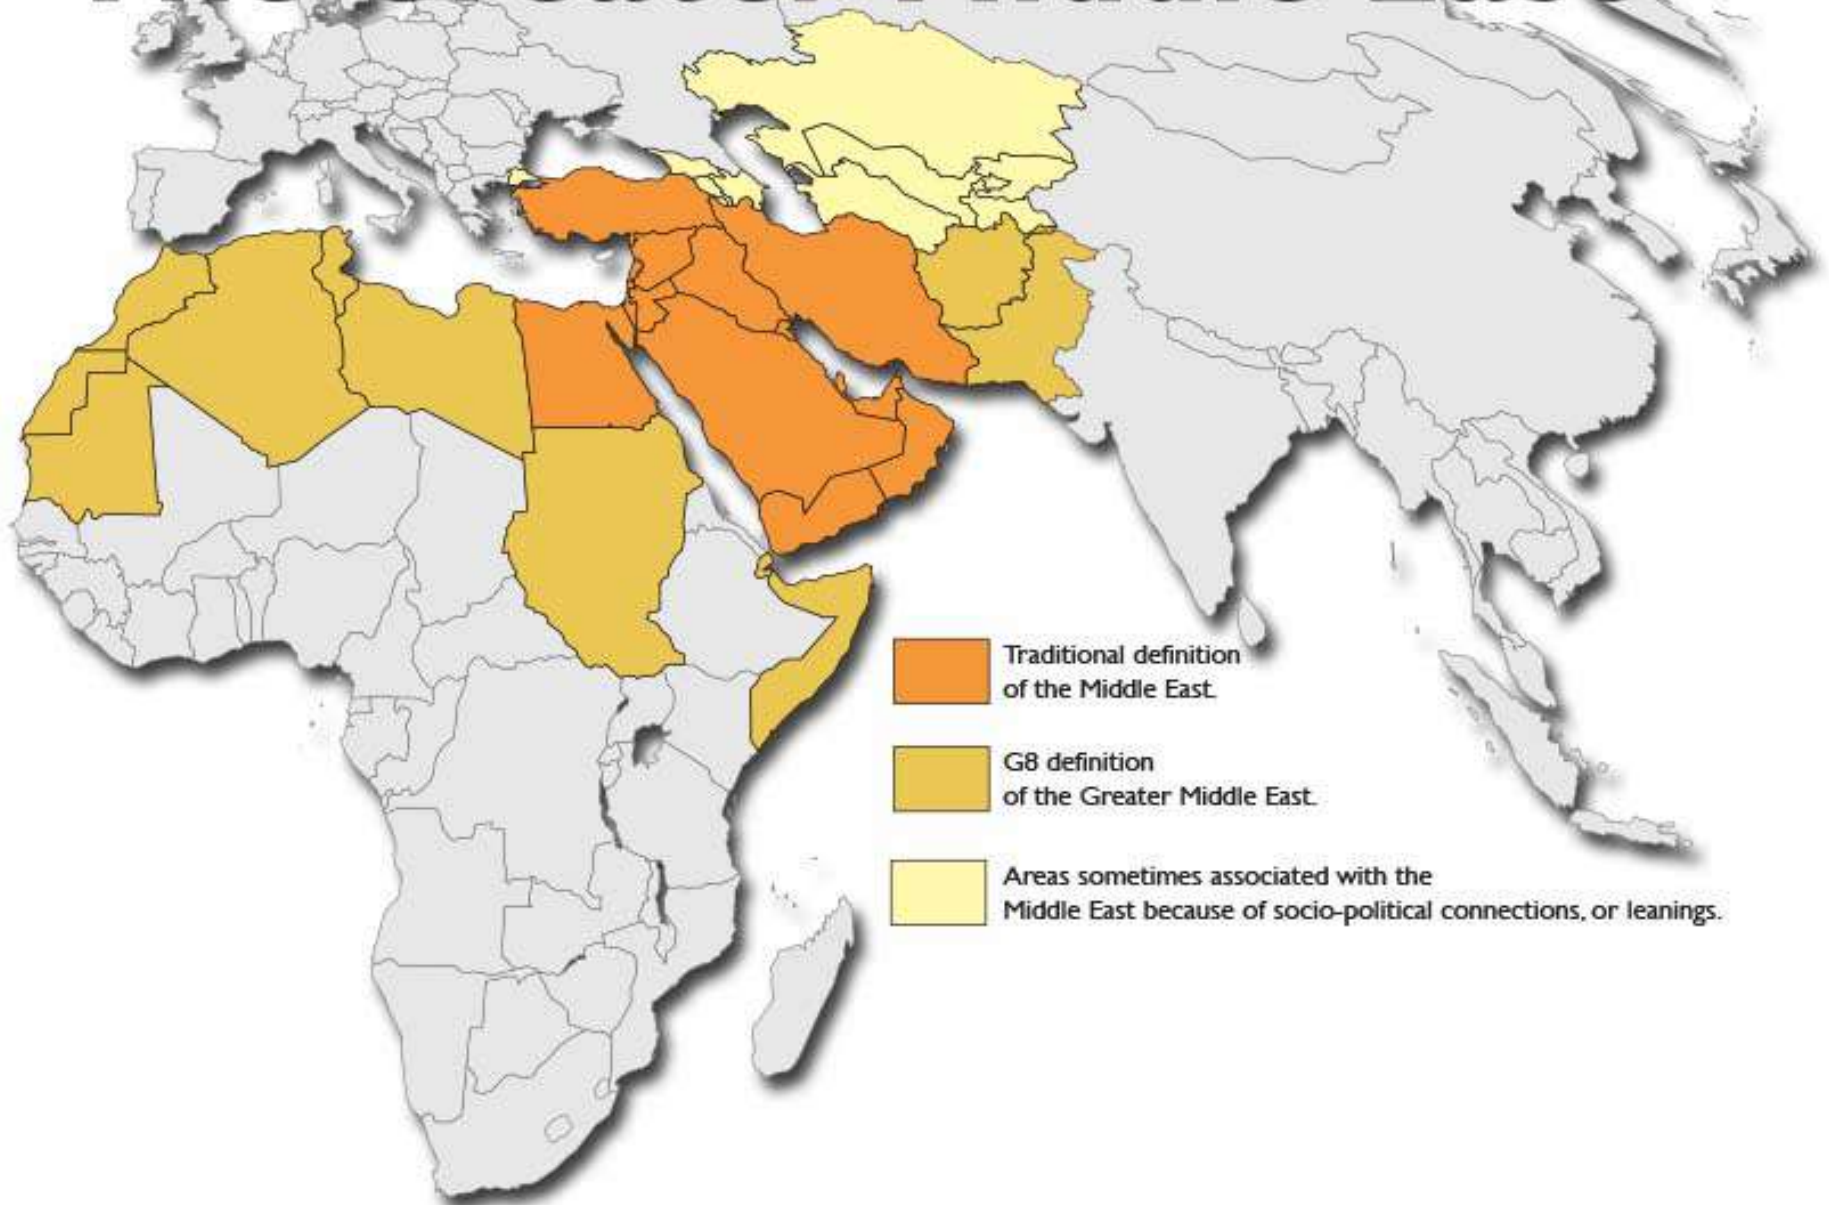 Traditional definition
of the Middle East.
G8 definition
of the Greater Middle East.
Areas sometimes associated with the
Middle East because of socio-political connections, or leanings.